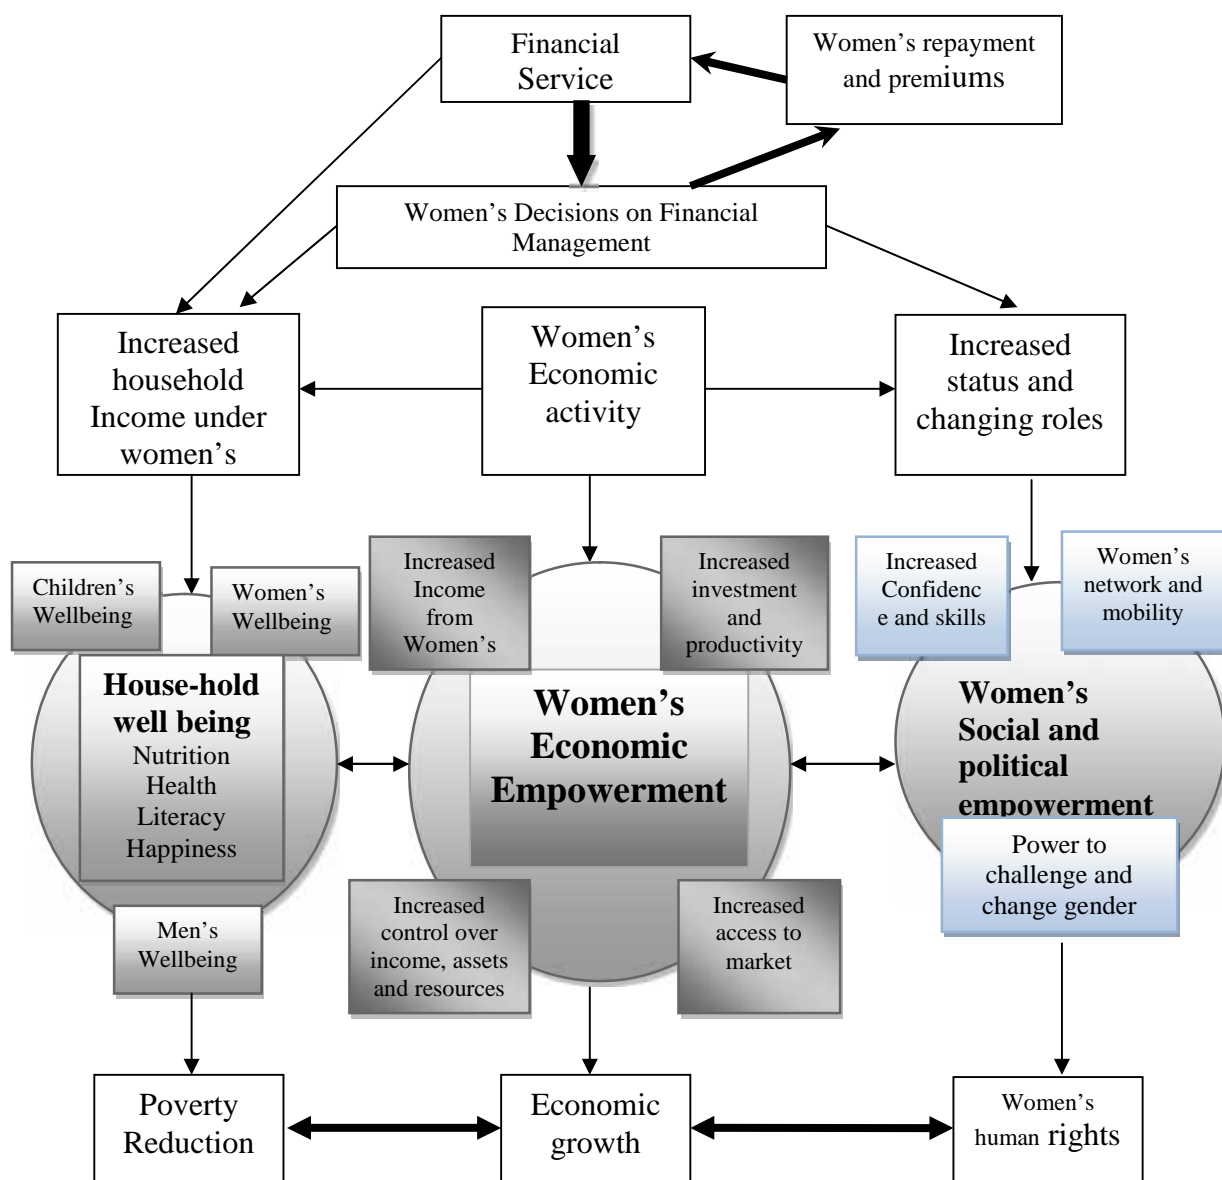 Financial
Service
Women's repayment
and premiums
Women's Decisions on Financial
Management
Increased
household
Income under
women's
Women's
Economic
activity
Increased
status and
changing roles
Children's
Wellbeing
Women's
Wellbeing
Increased
Income
from
Women's
Increased
investment
and
productivity
Increased
Confidenc
e and skills
Women's
network and
mobility
House-hold
well being
Nutrition
Health
Literacy
Happiness
Women's
Economic
Empowerment
Women's
Social and
political
empowerment
Men's
Wellbeing
Increased
control over
income, assets
and resources
Increased
access to
market
Power to
challenge and
change gender
Poverty
Reduction
Economic
growth
Women's
human rights